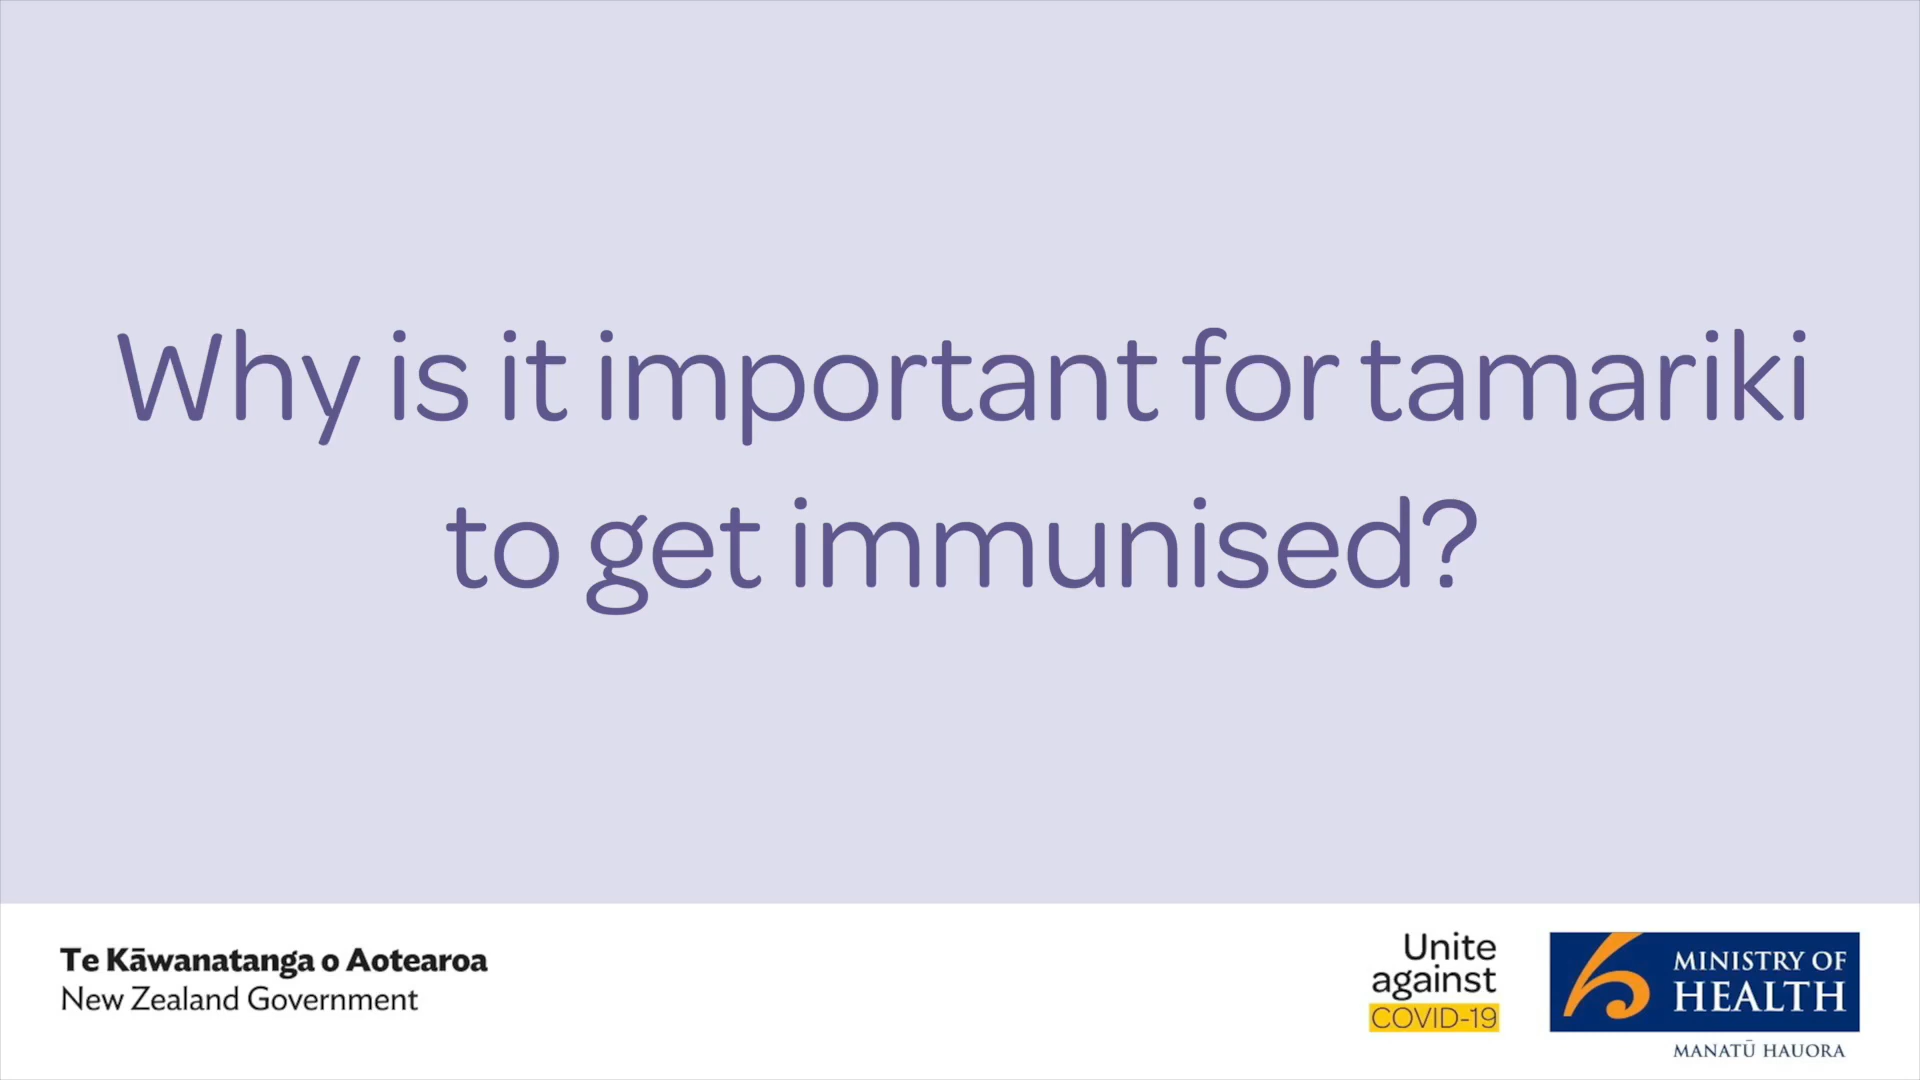 Why is it important for tamariki
to get immunised?
Te Kāwanatanga o Aotearoa
New Zealand Government
Unite
against
COVID-19
MINISTRY OF
HEALTH
MANATŪ HAUORA